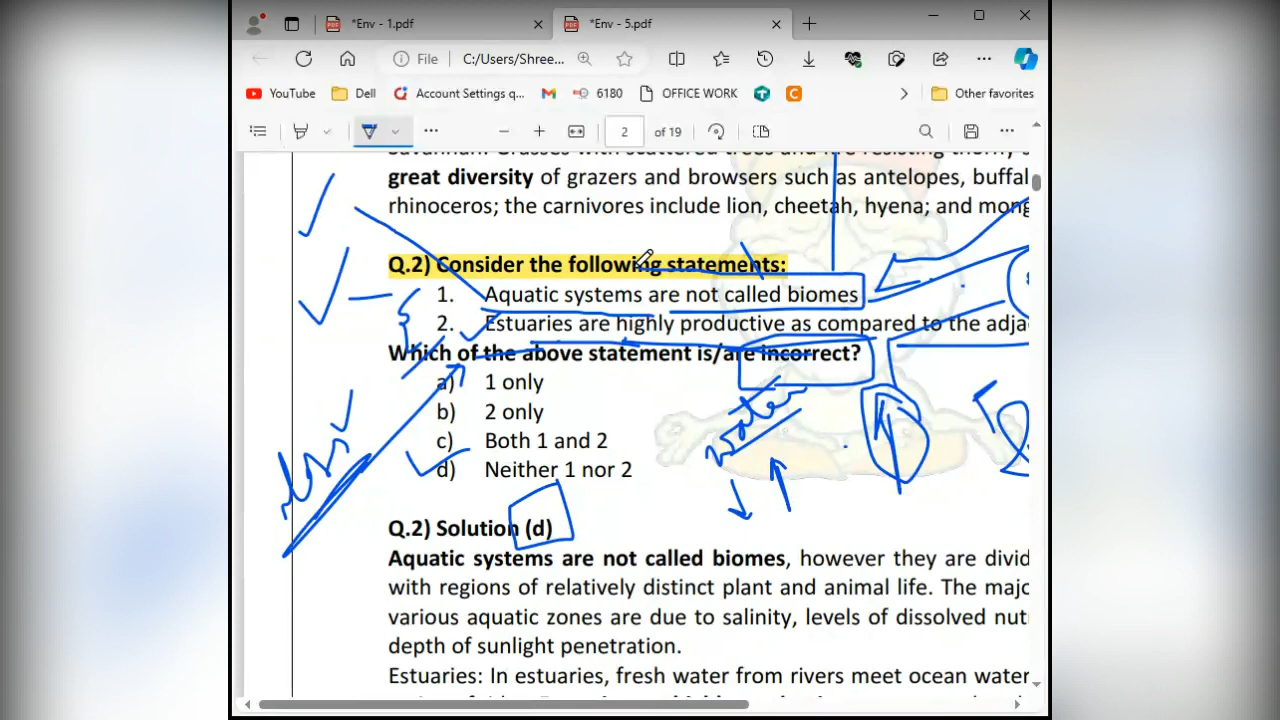 *Env - 1.pdf
*Env - 5.pdf
File C:/Users/Shree...
YouTube Dell Account Settings q... 6180 OFFICE WORK Other favorites
2 of 19
great diversity of grazers and browsers such as antelopes, buffal
rhinoceros; the carnivores include lion, cheetah, hyena; and mong
Q.2) Consider the following statements:
1. Aquatic systems are not called biomes
2. Estuaries are highly productive as compared to the adja
Which of the above statement is/are incorrect?
a) 1 only
b) 2 only
c) Both 1 and 2
d) Neither 1 nor 2
water
Q.2) Solution (d)
Aquatic systems are not called biomes, however they are divid
with regions of relatively distinct plant and animal life. The majo
various aquatic zones are due to salinity, levels of dissolved nut
depth of sunlight penetration.
Estuaries: In estuaries, fresh water from rivers meet ocean water